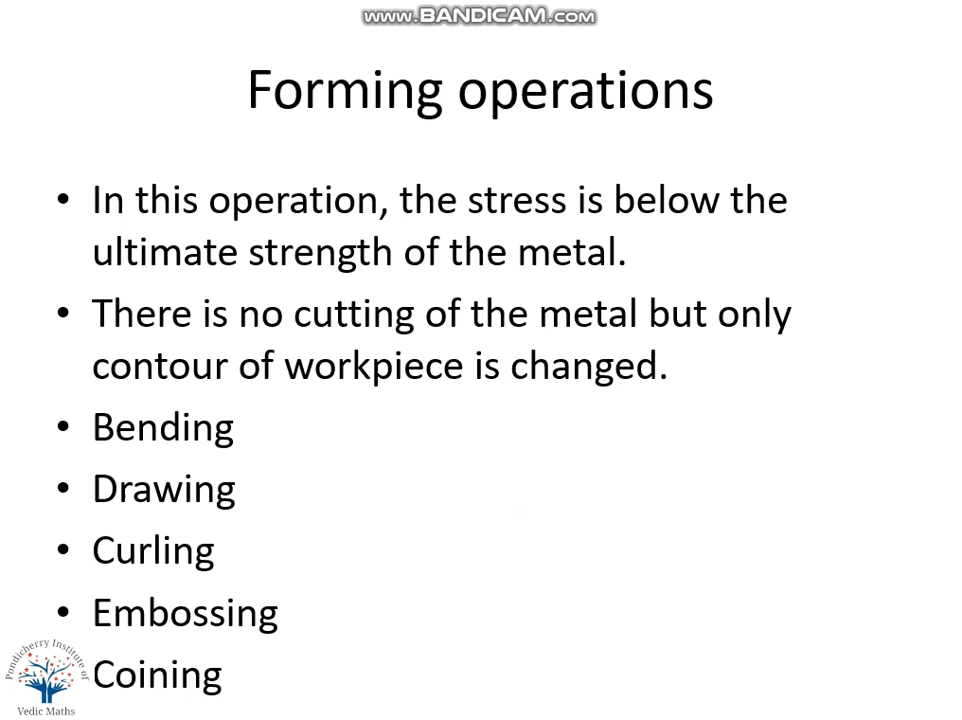 www.BANDICAM.com
Forming operations
• In this operation, the stress is below the
ultimate strength of the metal.
• There is no cutting of the metal but only
contour of workpiece is changed.
• Bending
• Drawing
• Curling
• Embossing
Coining
Pondicherry Institute of
Vedic Maths